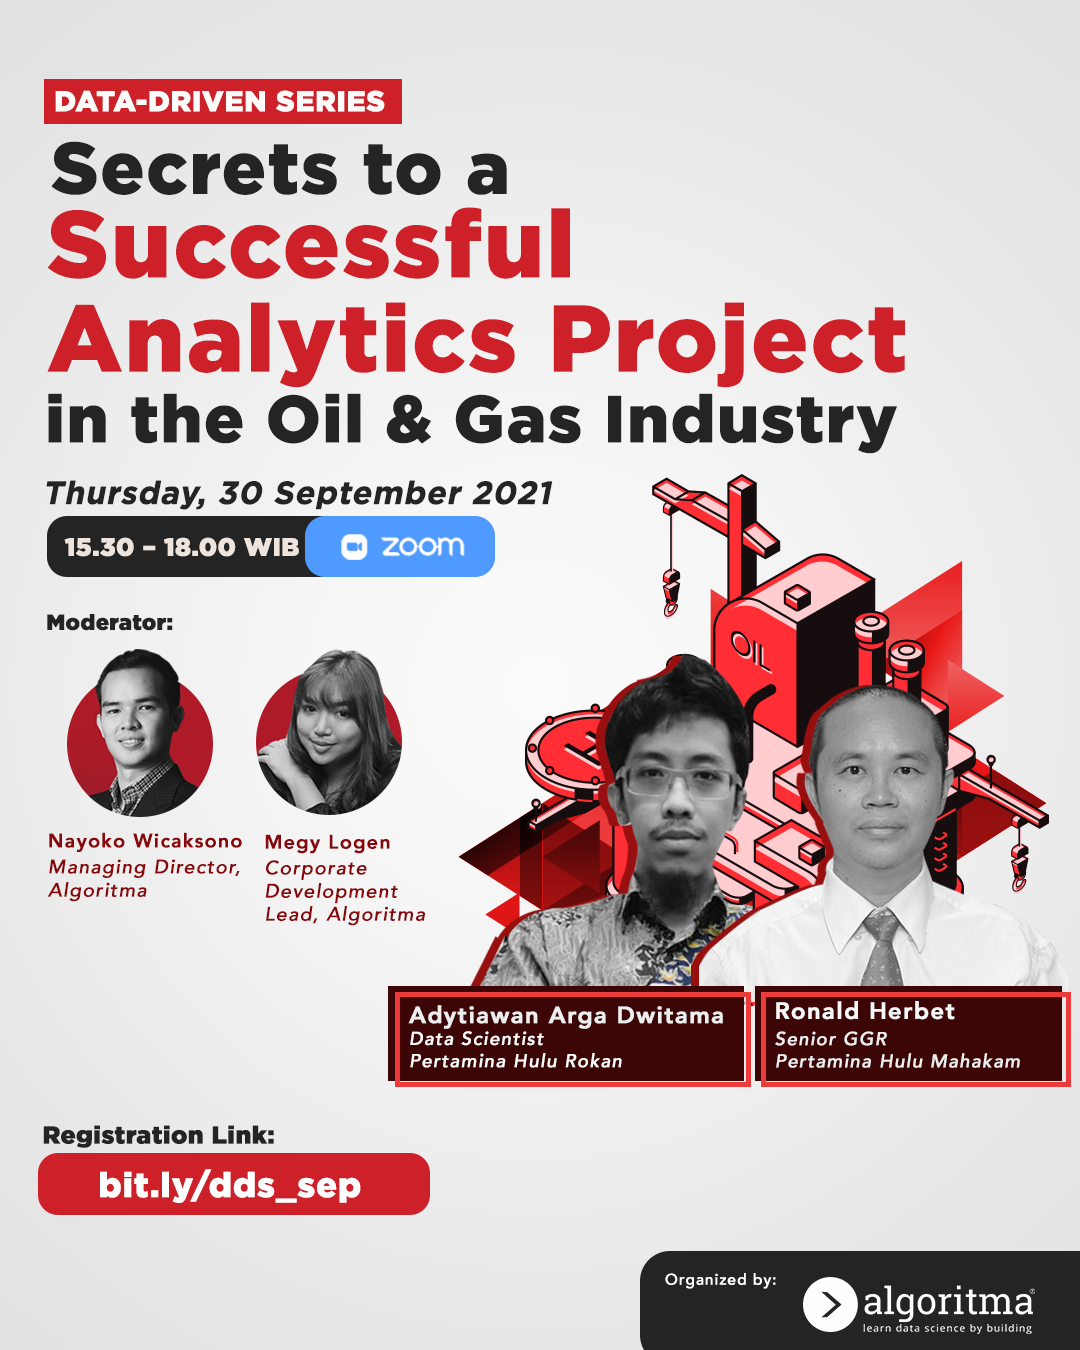 DATA-DRIVEN SERIES
Secrets to a
Successful
Analytics Project
in the Oil & Gas Industry
Thursday, 30 September 2021
15.30 – 18.00 WIB
zoom
OIL
H
Moderator:
Nayoko Wicaksono
Managing Director,
Algoritma
Megy Logen
Corporate
Development
Lead, Algoritma
Adytiawan Arga Dwitama
Data Scientist
Pertamina Hulu Rokan
Ronald Herbet
Senior GGR
Pertamina Hulu Mahakam
Registration Link:
bit.ly/dds_sep
Organized by:
algoritma®
learn data science by building